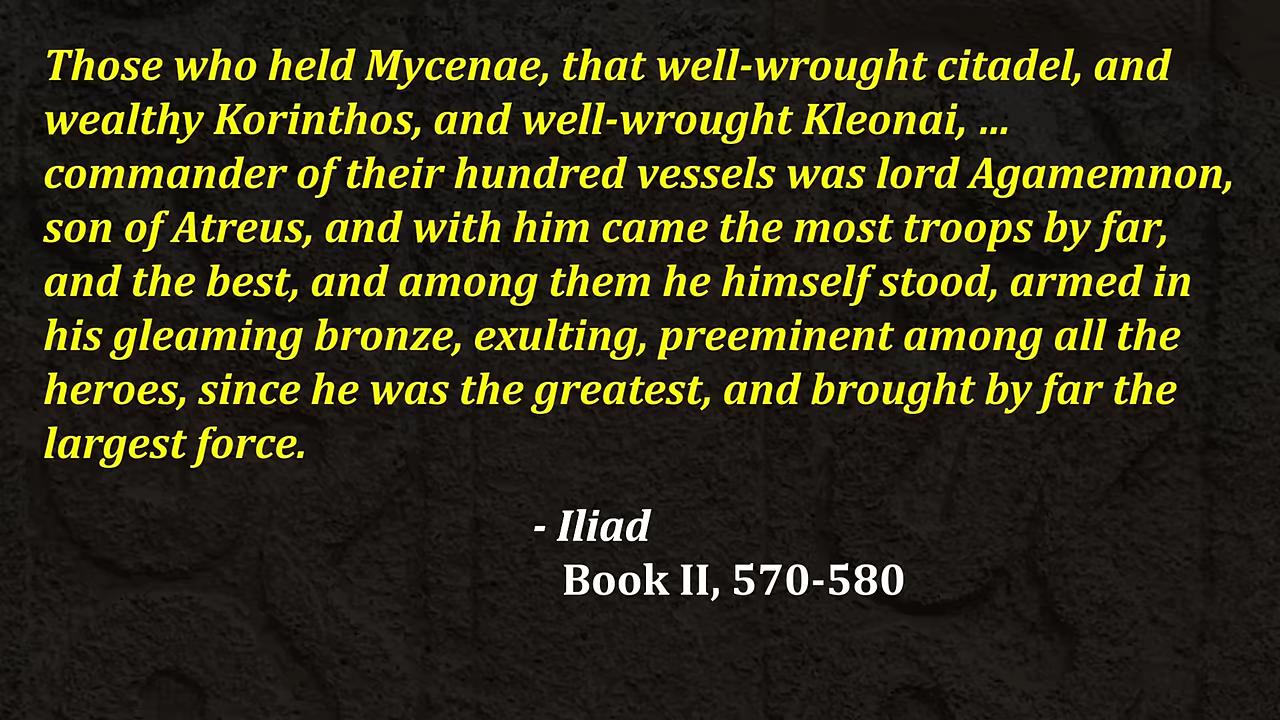 Those who held Mycenae, that well-wrought citadel, and
wealthy Korinthos, and well-wrought Kleonai, ...
commander of their hundred vessels was lord Agamemnon,
son of Atreus, and with him came the most troops by far,
and the best, and among them he himself stood, armed in
his gleaming bronze, exulting, preeminent among all the
heroes, since he was the greatest, and brought by far the
largest force.
- Iliad
Book II, 570-580